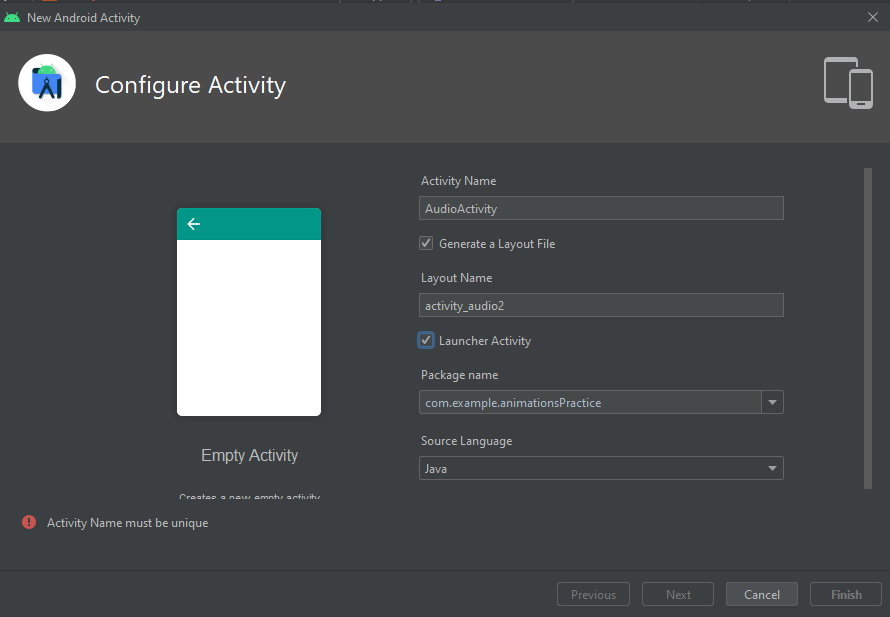 New Android Activity
Configure Activity
Activity Name
AudioActivity
Generate a Layout File
Layout Name
activity_audio2
Launcher Activity
Package name
com.example.animationsPractice
Source Language
Java
Empty Activity
Creates a new empty activity
Activity Name must be unique
Previous
Next
Cancel
Finish